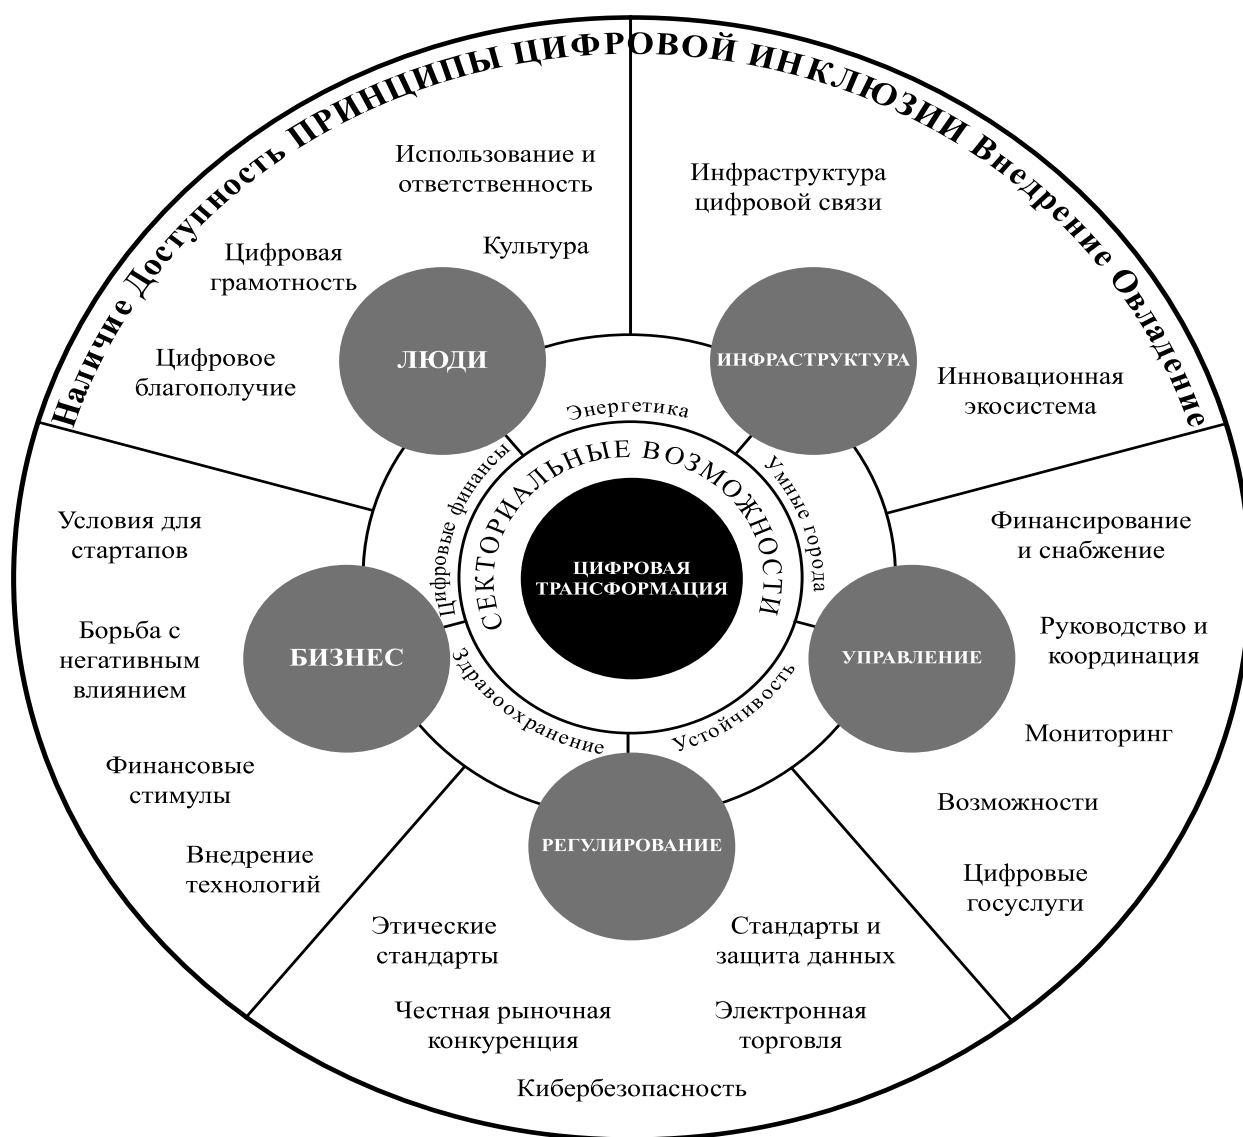 Наличие Доступность ПРИНЦИПЫ ЦИФРОВОЙ ИНКЛЮЗИИ Внедрение Овладение
Использование и
ответственность
Культура
Цифровая
грамотность
Цифровое
благополучие
ЛЮДИ
Инфраструктура
цифровой связи
Инновационная
экосистема
ИНФРАСТРУКТУРА
Энергетика
Умные города
Устойчивость
Здравоохранение
Цифровые финансы
СЕКТОРИАЛЬНЫЕ ВОЗМОЖНОСТИ
ЦИФРОВАЯ
ТРАНСФОРМАЦИЯ
Условия для
стартапов
Борьба с
негативным
влиянием
Финансовые
стимулы
Внедрение
технологий
БИЗНЕС
Финансирование
и снабжение
Руководство и
координация
Мониторинг
Возможности
Цифровые
госуслуги
УПРАВЛЕНИЕ
РЕГУЛИРОВАНИЕ
Этические
стандарты
Стандарты и
защита данных
Честная рыночная
конкуренция
Электронная
торговля
Кибербезопасность